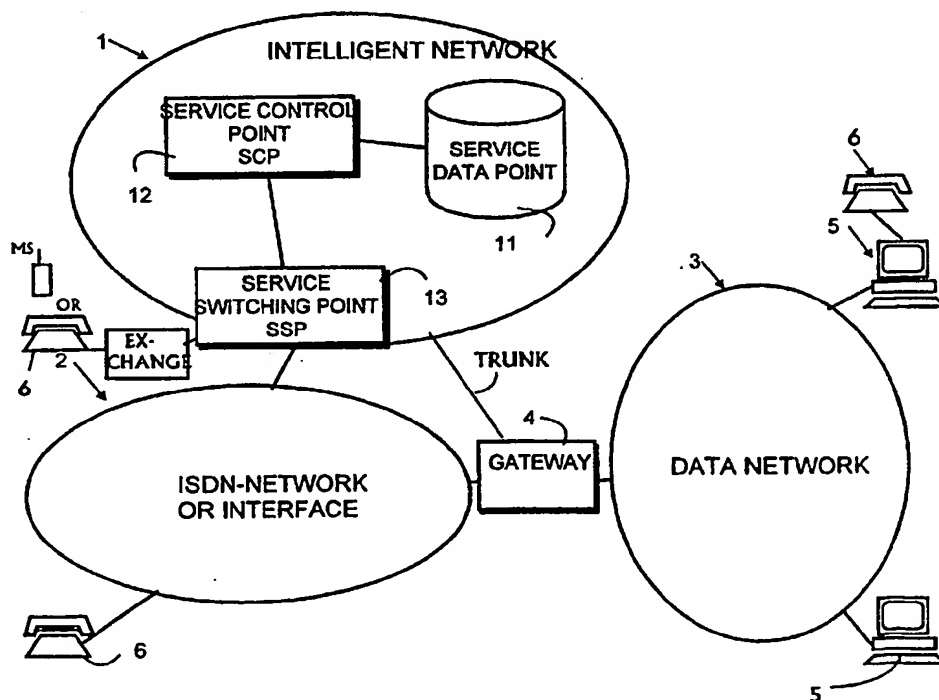 1
INTELLIGENT NETWORK
SERVICE CONTROL
POINT
SCP
12
SERVICE
DATA POINT
11
MS
OR
6
2
EX-
CHANGE
SERVICE
SWITCHING POINT
SSP
13
TRUNK
4
GATEWAY
ISDN-NETWORK
OR INTERFACE
6
3
DATA NETWORK
6
5
5